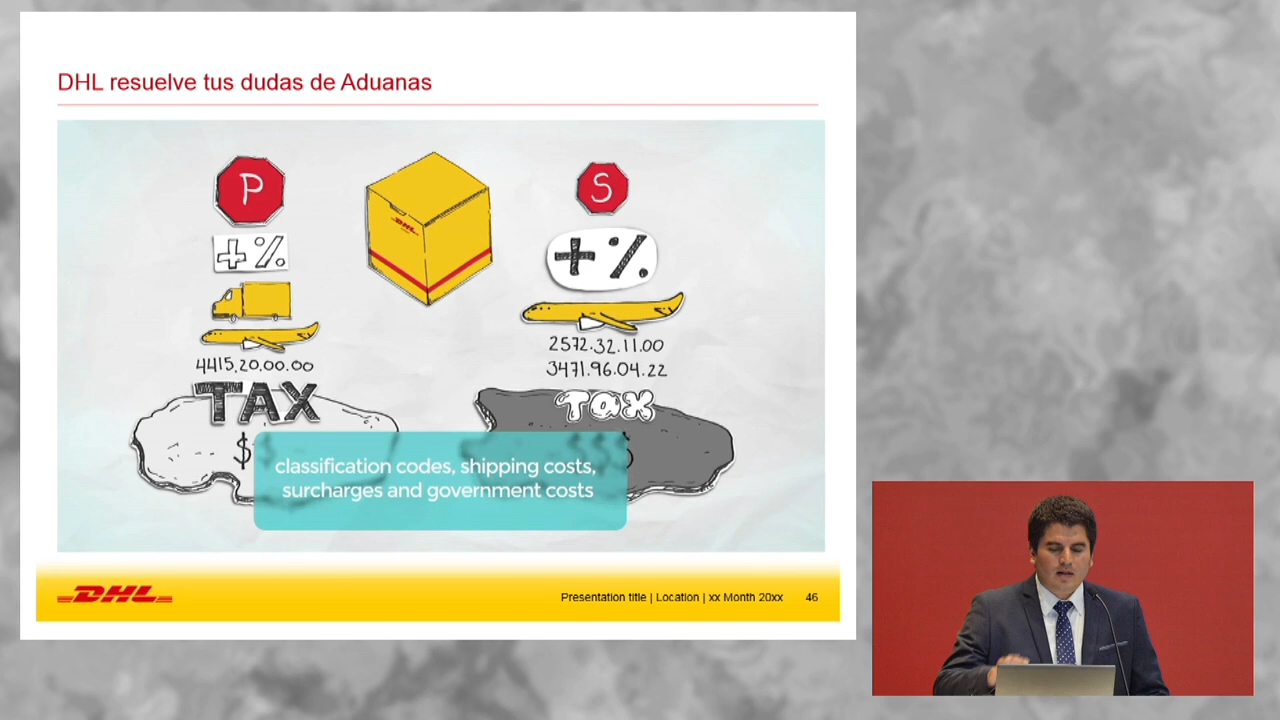 DHL resuelve tus dudas de Aduanas
P
S
+%
+%
DHL
4415,20.00.00
2572.32.11.00
3471.96.04.22
TAX
Tax
$
classification codes, shipping costs,
surcharges and government costs
DHL
Presentation title | Location | xx Month 20xx
46